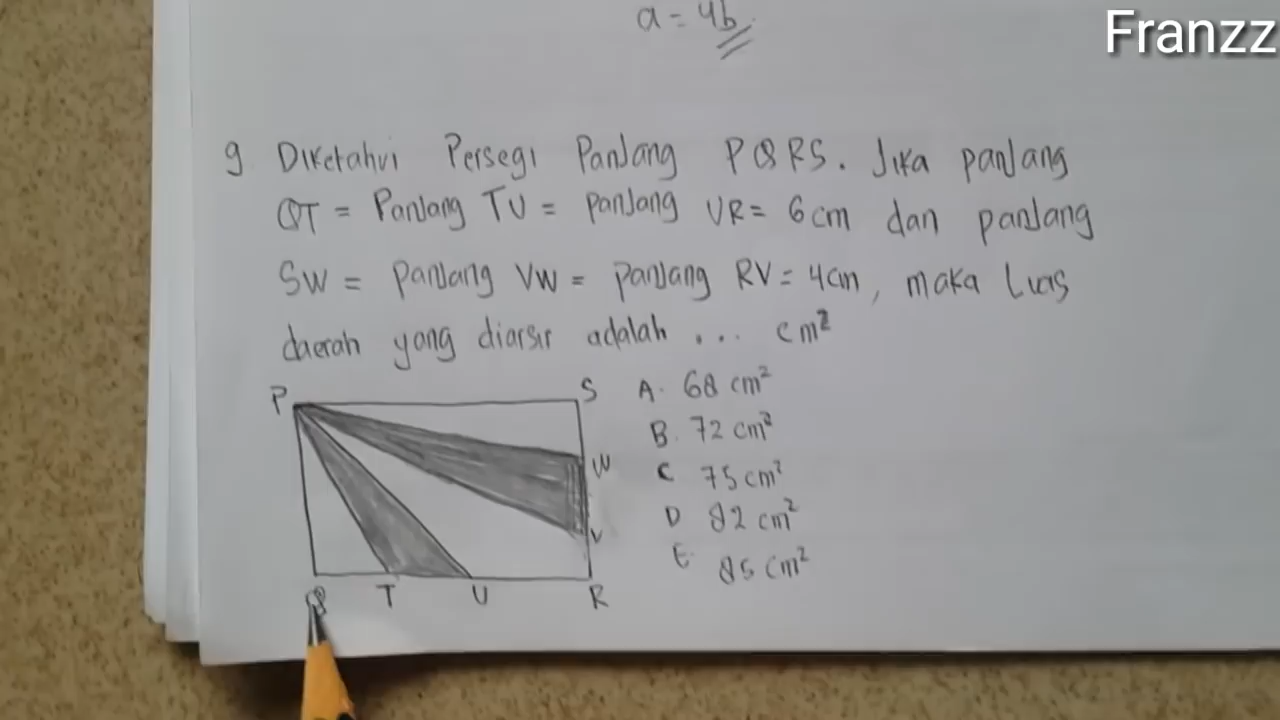 a = 4b
Franzz
9. Diketahui Persegi Panjang PQRS. Jika panjang
QT = Panjang TU = panjang UR = 6 cm dan panjang
SW = panjang VW = panjang RV = 4cm, maka Luas
daerah yang diarsir adalah ... cm²
P
S
W
V
Q
T
U
R
A. 68 cm²
B. 72 cm²
C 75 cm²
D 82 cm²
E. 85 cm²